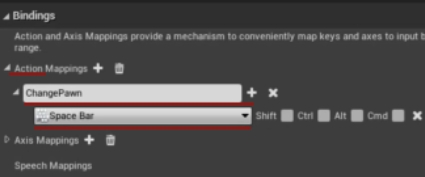 Bindings
Action and Axis Mappings provide a mechanism to conveniently map keys and axes to input b
range.
Action Mappings
ChangePawn
Space Bar Shift Ctrl Alt Cmd
Axis Mappings
Speech Mappings